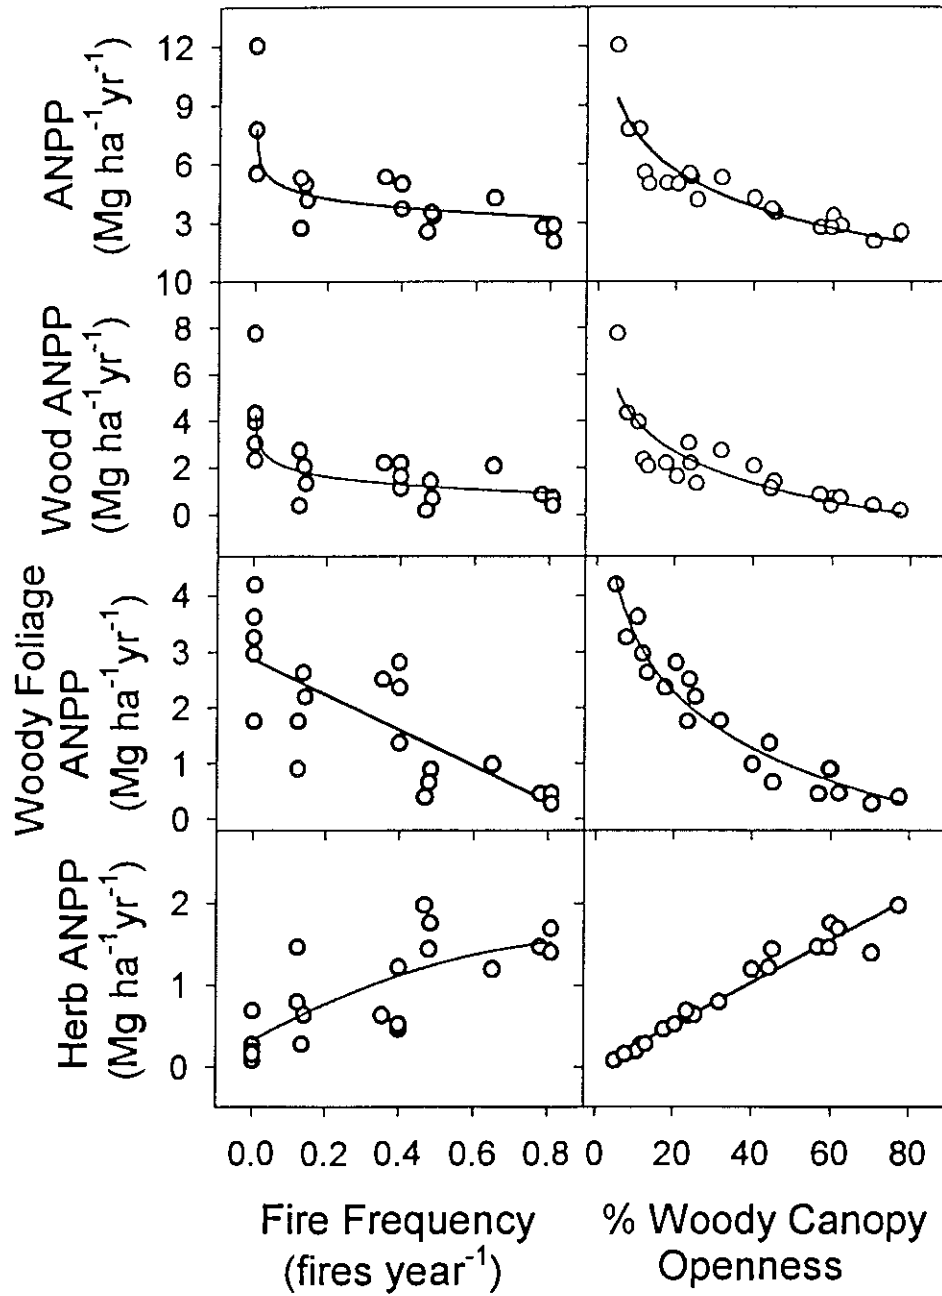 ANPP
(Mg ha⁻¹yr⁻¹)
12
9
6
3
Wood ANPP
(Mg ha⁻¹yr⁻¹)
10
8
6
4
2
0
Woody Foliage
ANPP
(Mg ha⁻¹yr⁻¹)
4
3
2
1
0
Herb ANPP
(Mg ha⁻¹yr⁻¹)
2
1
0
0.0 0.2 0.4 0.6 0.8
0 20 40 60 80
Fire Frequency
(fires year⁻¹)
% Woody Canopy
Openness